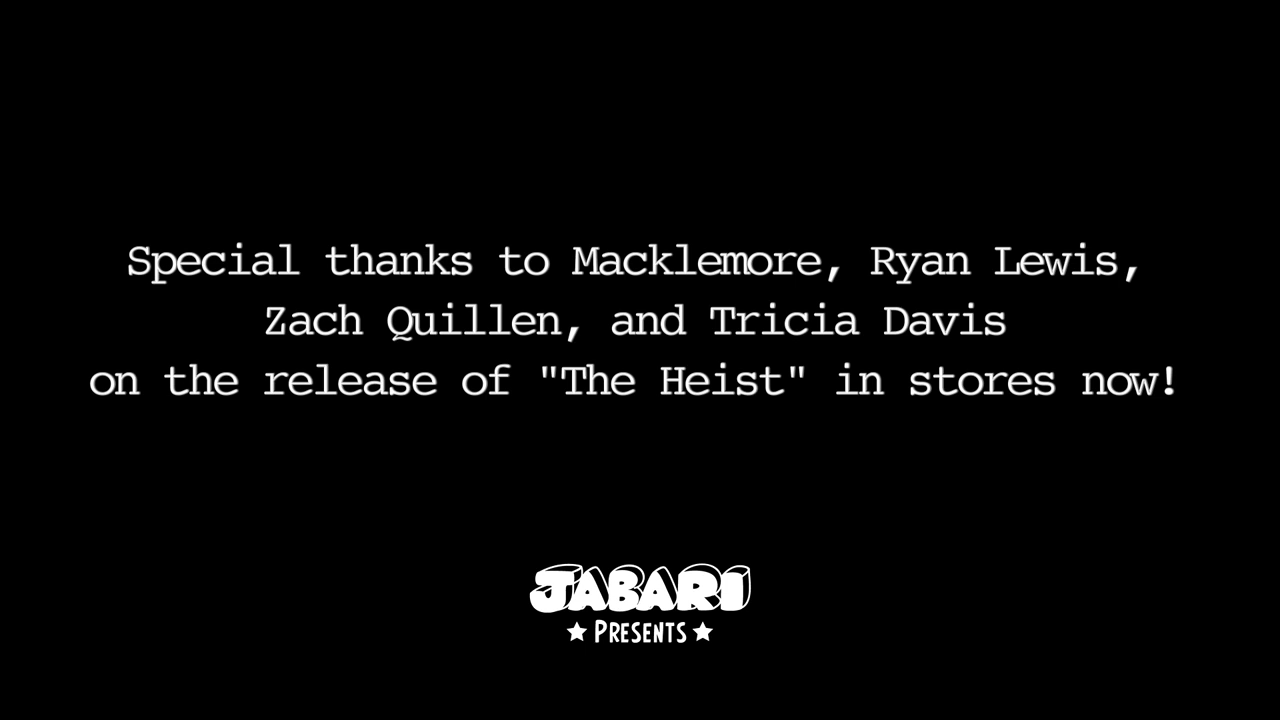 Special thanks to Macklemore, Ryan Lewis,
Zach Quillen, and Tricia Davis
on the release of "The Heist" in stores now!
JABARI
★ PRESENTS ★